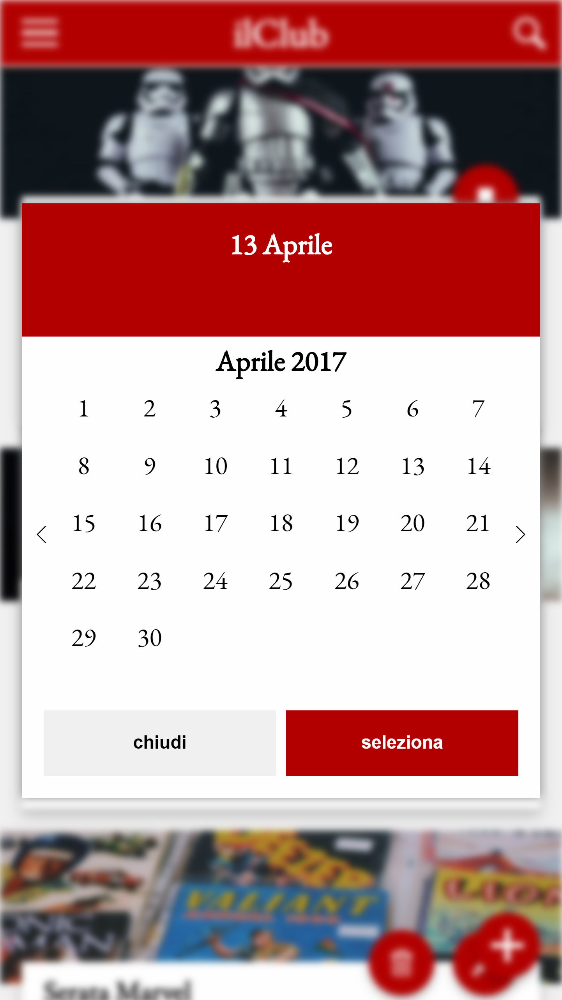 ilClub
13 Aprile
Aprile 2017
1 2 3 4 5 6 7
8 9 10 11 12 13 14
15 16 17 18 19 20 21
22 23 24 25 26 27 28
29 30
chiudi seleziona
VALIANT
Serata Marvel